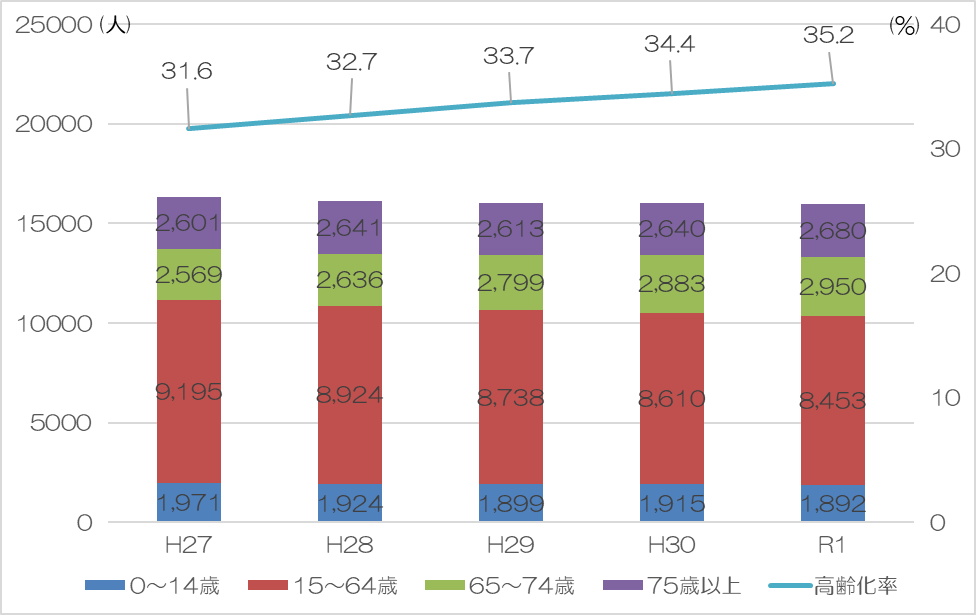 25000 (人) (%) 40
31.6 32.7 33.7 34.4 35.2
20000 30
15000 20
10000 10
5000
0 0
2,601 2,641 2,613 2,640 2,680
2,569 2,636 2,799 2,883 2,950
9,195 8,924 8,738 8,610 8,453
1,971 1,924 1,899 1,915 1,892
H27 H28 H29 H30 R1
0～14歳 15～64歳 65～74歳 75歳以上 高齢化率